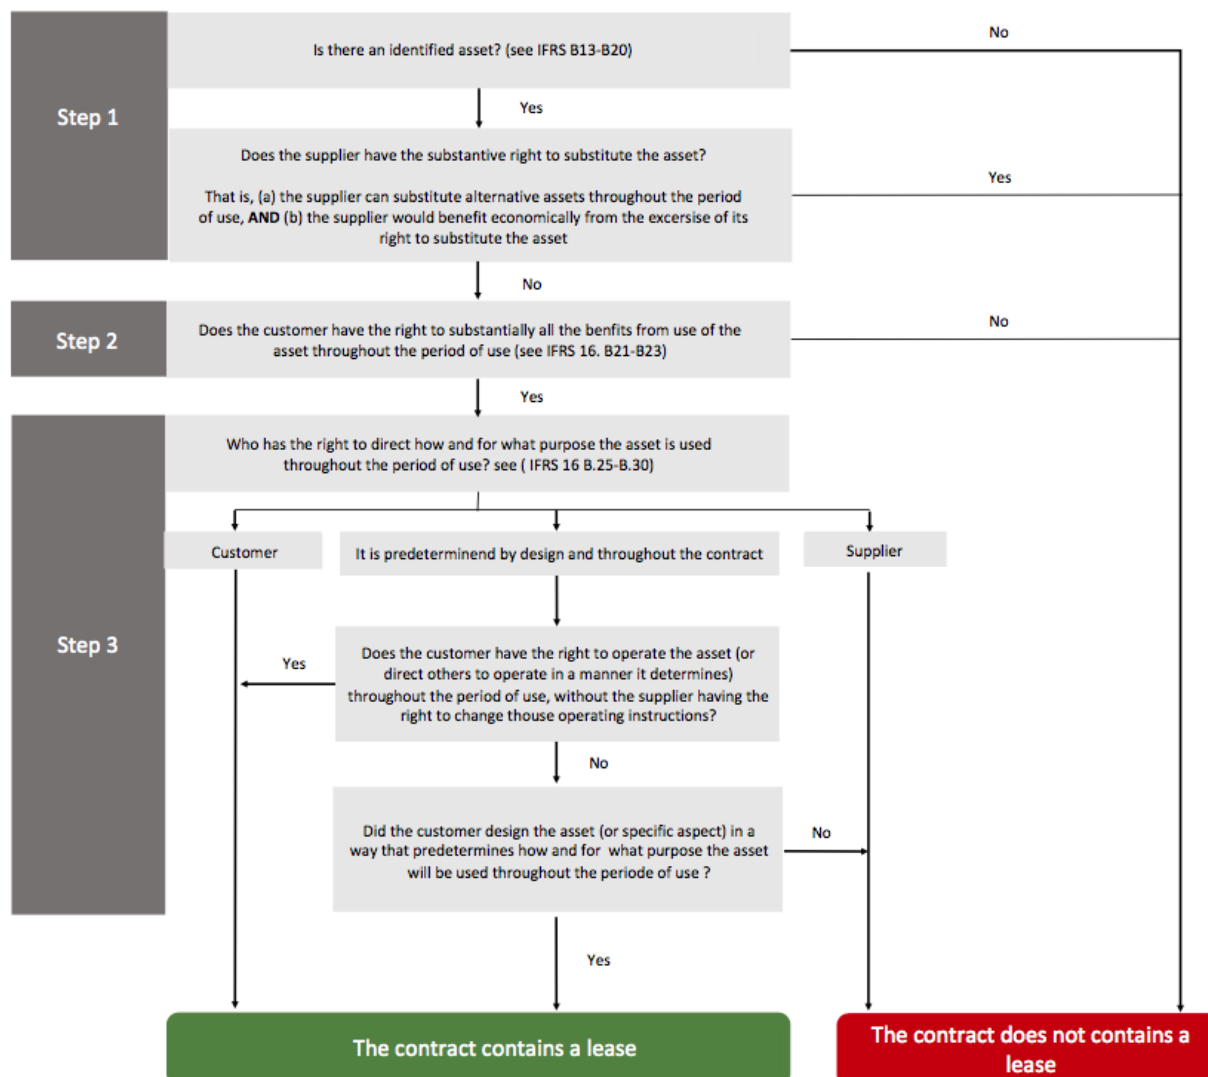 Is there an identified asset? (see IFRS B13-B20)
No
Step 1
Yes
Does the supplier have the substantive right to substitute the asset?
That is, (a) the supplier can substitute alternative assets throughout the period
of use, AND (b) the supplier would benefit economically from the excersise of its
right to substitute the asset
Yes
No
Step 2
Does the customer have the right to substantially all the benfits from use of the
asset throughout the period of use (see IFRS 16. B21-B23)
No
Yes
Step 3
Who has the right to direct how and for what purpose the asset is used
throughout the period of use? see ( IFRS 16 B.25-B.30)
Customer
It is predeterminend by design and throughout the contract
Supplier
Does the customer have the right to operate the asset (or
direct others to operate in a manner it determines)
throughout the period of use, without the supplier having the
right to change thouse operating instructions?
Yes
No
Did the customer design the asset (or specific aspect) in a
way that predetermines how and for what purpose the asset
will be used throughout the periode of use ?
No
Yes
The contract contains a lease
The contract does not contains a
lease